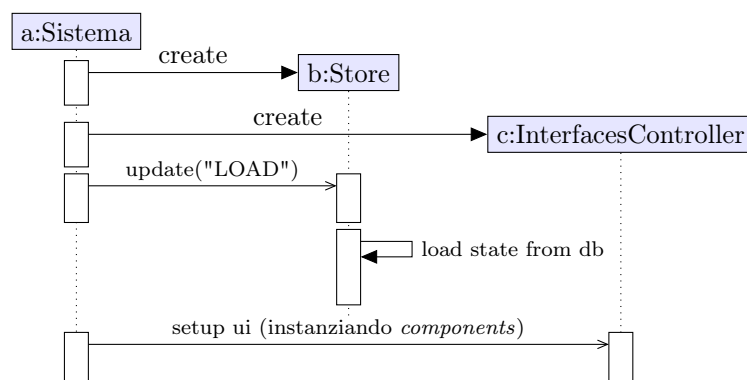 a:Sistema
create
b:Store
create
c:InterfacesController
update("LOAD")
load state from db
setup ui (instanziando components)